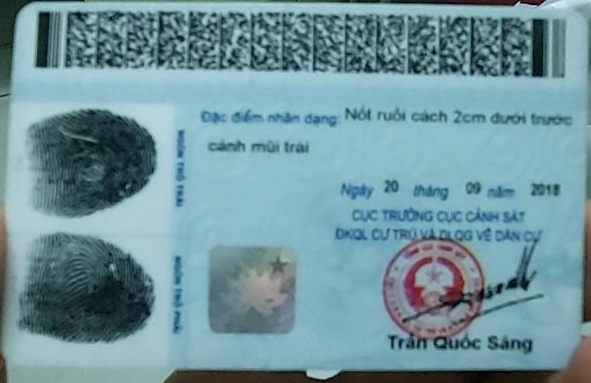 Đặc điểm nhân dạng: Nốt ruồi cách 2cm dưới trước
cánh mũi trái
NGÓN TRỎ TRÁI
Ngày 20 tháng 09 năm 2018
CỤC TRƯỞNG CỤC CẢNH SÁT
ĐKQL CƯ TRÚ VÀ DLQG VỀ DÂN CƯ
NGÓN TRỎ PHẢI
Trần Quốc Sảng